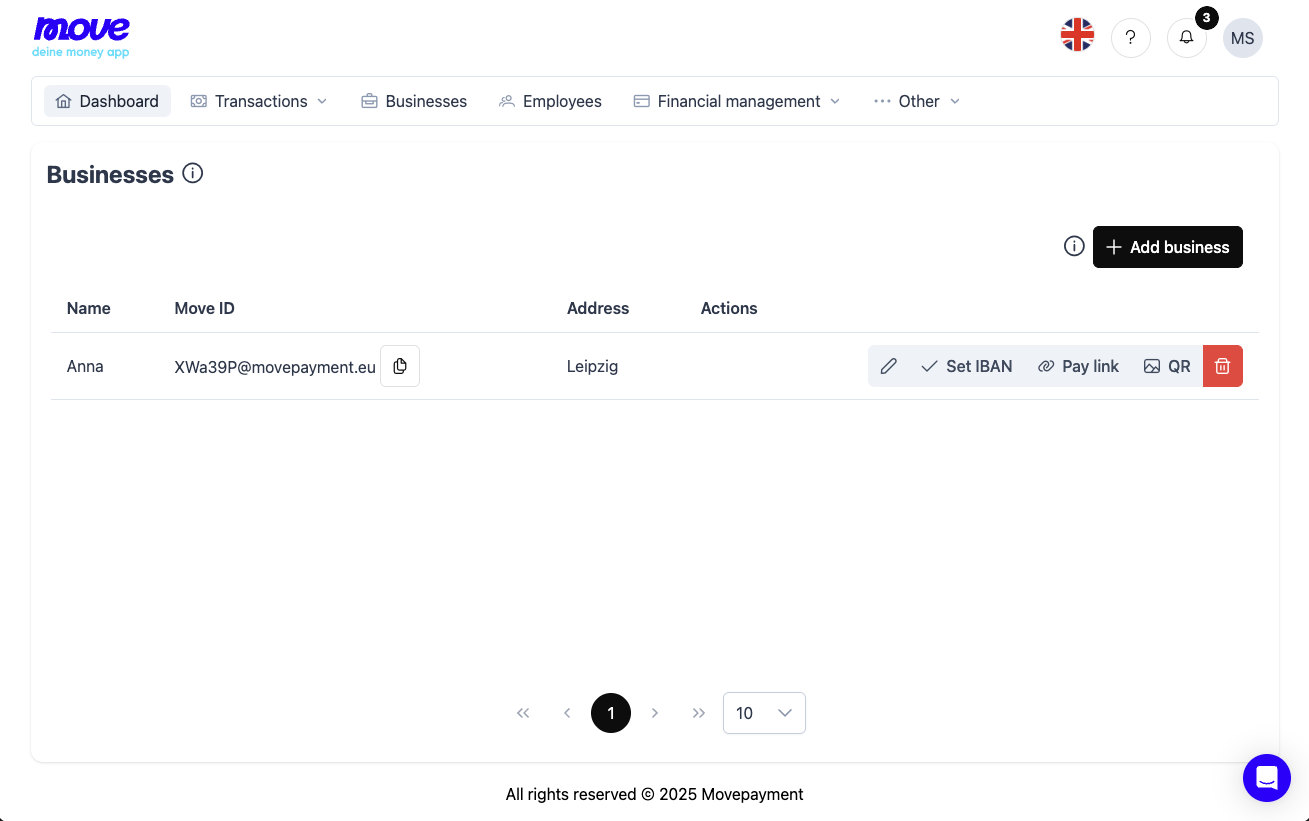 move
deine money app
? 3 MS
Dashboard Transactions Businesses Employees Financial management Other
Businesses
Add business
Name Move ID Address Actions
Anna XWa39P@movepayment.eu Leipzig Set IBAN Pay link QR
1 10
All rights reserved © 2025 Movepayment